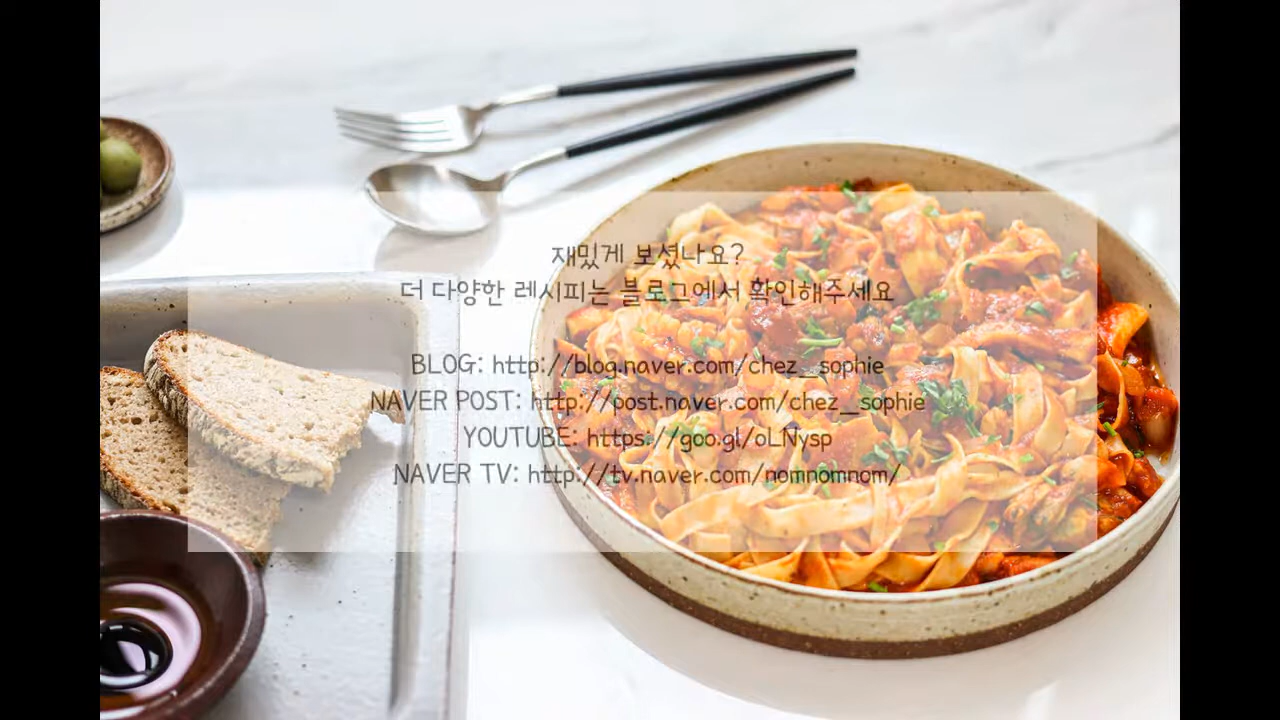 재밌게 보셨나요?
더 다양한 레시피는 블로그에서 확인해주세요
BLOG: http://blog.naver.com/chez_sophie
NAVER POST: http://post.naver.com/chez_sophie
YOUTUBE: https://goo.gl/oLNysp
NAVER TV: http://tv.naver.com/nomnomnom/